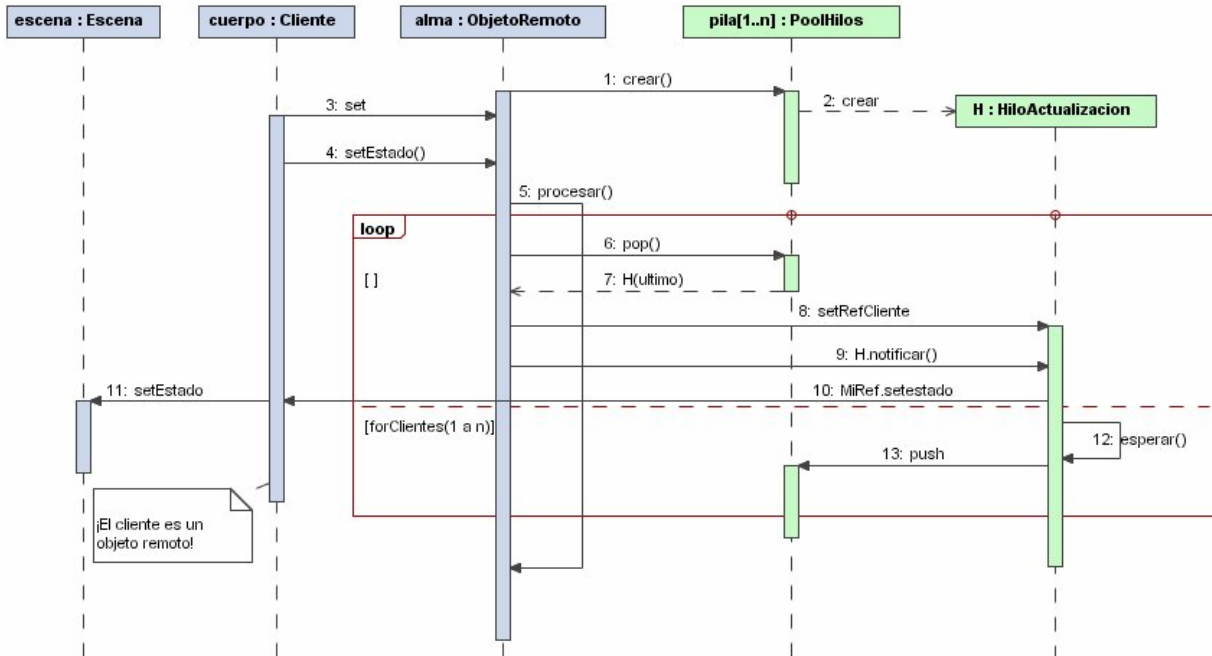 escena : Escena
cuerpo : Cliente
alma : ObjetoRemoto
pila[1..n] : PoolHilos
1: crear()
2: crear
H : HiloActualizacion
3: set
4: setEstado()
5: procesar()
loop
6: pop()
[ ]
7: H(ultimo)
8: setRefCliente
9: H.notificar()
11: setEstado
10: MiRef.setestado
[forClientes(1 a n)]
12: esperar()
13: push
¡El cliente es un
objeto remoto!